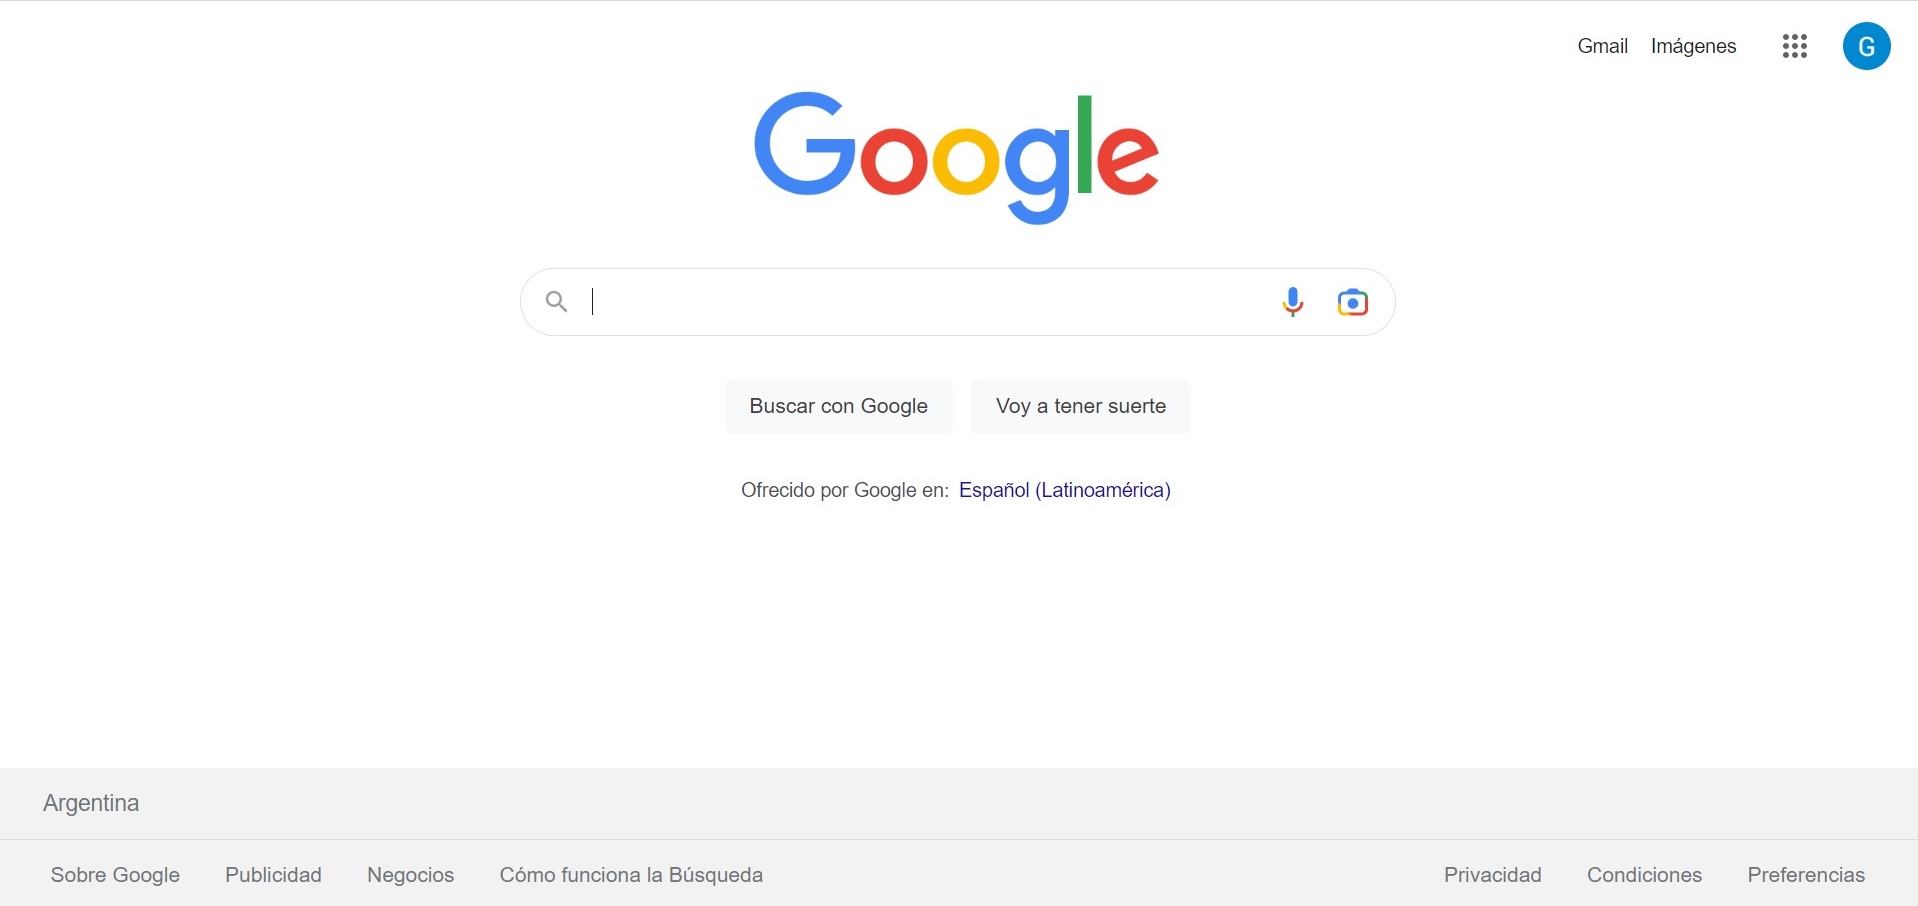 Gmail Imágenes G
Google
Buscar con Google Voy a tener suerte
Ofrecido por Google en: Español (Latinoamérica)
Argentina
Sobre Google Publicidad Negocios Cómo funciona la Búsqueda Privacidad Condiciones Preferencias